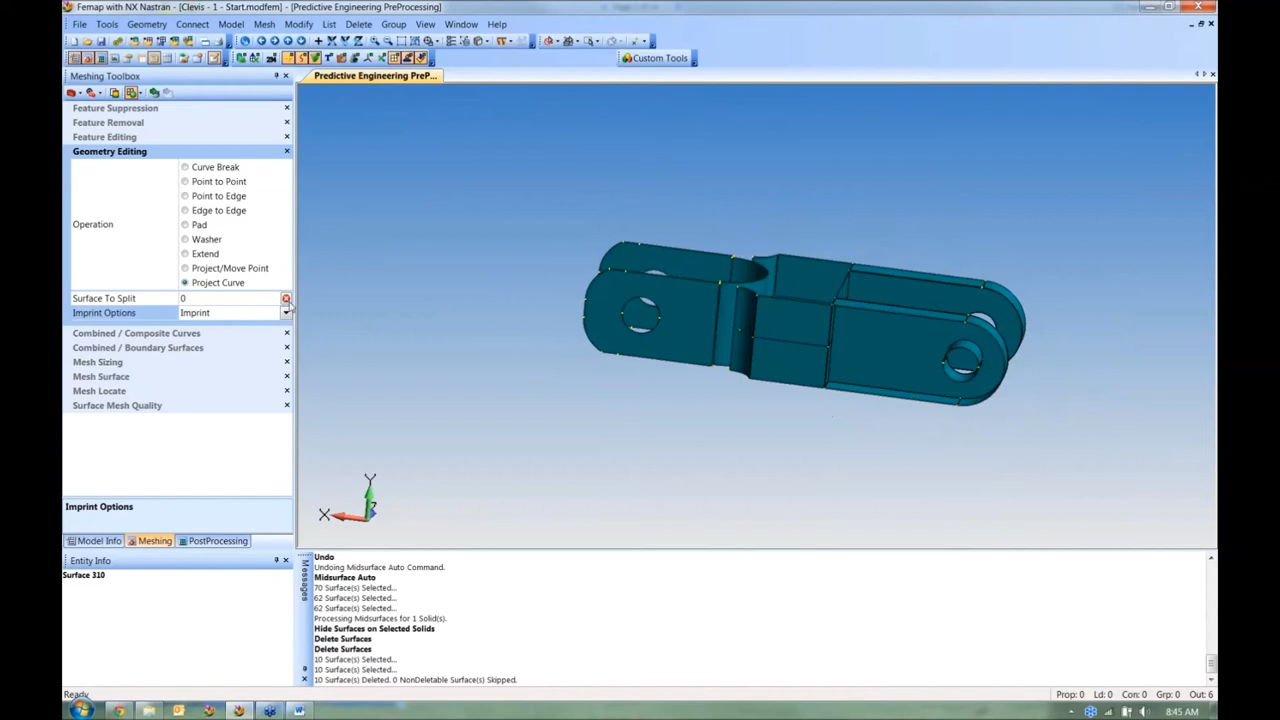 Femap with NX Nastran - [Clevis - 1 - Start.modfem] - [Predictive Engineering PreProcessing]
File Tools Geometry Connect Model Mesh Modify List Delete Group View Window Help
Custom Tools
Meshing Toolbox
Predictive Engineering PreP...
Feature Suppression
Feature Removal
Feature Editing
Geometry Editing
Operation
Curve Break
Point to Point
Point to Edge
Edge to Edge
Pad
Washer
Extend
Project/Move Point
Project Curve
Surface To Split 0
Imprint Options Imprint
Combined / Composite Curves
Combined / Boundary Surfaces
Mesh Sizing
Mesh Surface
Mesh Locate
Surface Mesh Quality
Y
X
Z
Imprint Options
Model Info Meshing PostProcessing
Entity Info
Surface 310
Messages
Undo
Undoing Midsurface Auto Command.
Midsurface Auto
70 Surface(s) Selected...
62 Surface(s) Selected...
62 Surface(s) Selected...
Processing Midsurfaces for 1 Solid(s).
Hide Surfaces on Selected Solids
Delete Surfaces
Delete Surfaces
10 Surface(s) Selected...
10 Surface(s) Selected...
10 Surface(s) Deleted. 0 NonDeletable Surface(s) Skipped.
Ready
Prop: 0 Ld: 0 Con: 0 Grp: 0 Out: 6
8:45 AM